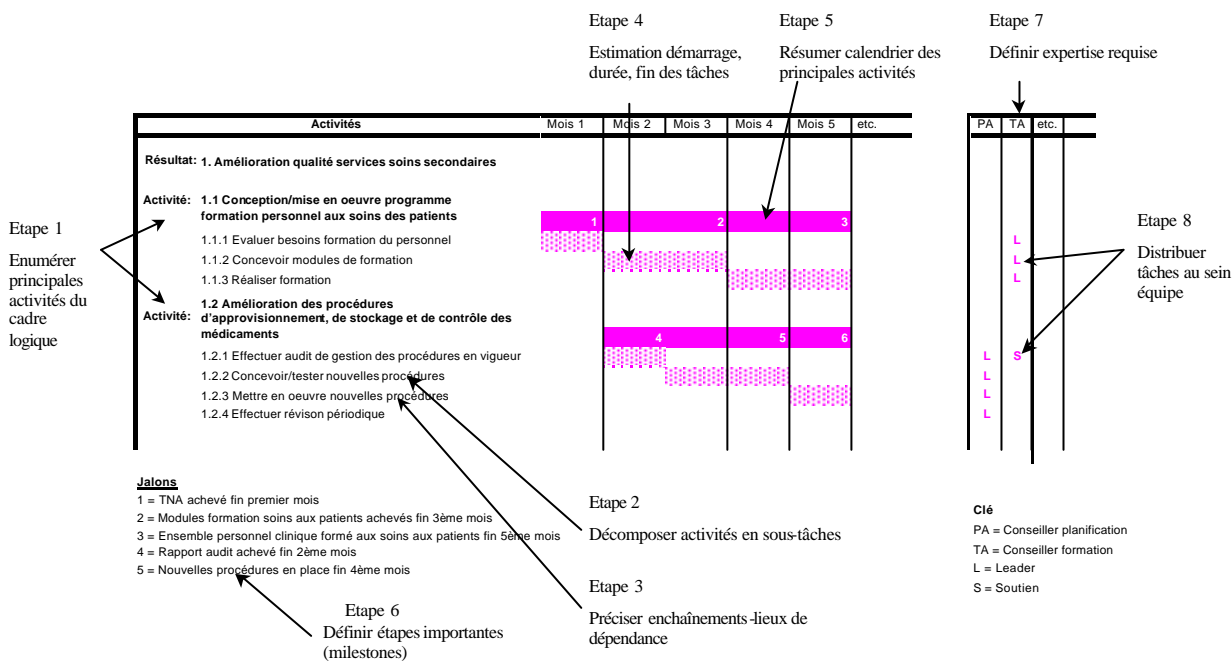 Etape 4
Estimation démarrage,
durée, fin des tâches
Etape 5
Résumer calendrier des
principales activités
Etape 7
Définir expertise requise
Activités Mois 1 Mois 2 Mois 3 Mois 4 Mois 5 etc.
PA TA etc.
Résultat: 1. Amélioration qualité services soins secondaires
Activité: 1.1 Conception/mise en oeuvre programme
formation personnel aux soins des patients
1 2 3
1.1.1 Evaluer besoins formation du personnel
L
1.1.2 Concevoir modules de formation
L
1.1.3 Réaliser formation
L
Activité: 1.2 Amélioration des procédures
d'approvisionnement, de stockage et de contrôle des
médicaments
4 5 6
1.2.1 Effectuer audit de gestion des procédures en vigueur
L S
1.2.2 Concevoir/tester nouvelles procédures
L
1.2.3 Mettre en oeuvre nouvelles procédures
L
1.2.4 Effectuer révison périodique
L
Etape 1
Enumérer
principales
activités du
cadre
logique
Etape 8
Distribuer
tâches au sein
équipe
Jalons
1 = TNA achevé fin premier mois
2 = Modules formation soins aux patients achevés fin 3ème mois
3 = Ensemble personnel clinique formé aux soins aux patients fin 5ème mois
4 = Rapport audit achevé fin 2ème mois
5 = Nouvelles procédures en place fin 4ème mois
Etape 2
Décomposer activités en sous-tâches
Etape 3
Préciser enchaînements -lieux de
dépendance
Etape 6
Définir étapes importantes
(milestones)
Clé
PA = Conseiller planification
TA = Conseiller formation
L = Leader
S = Soutien